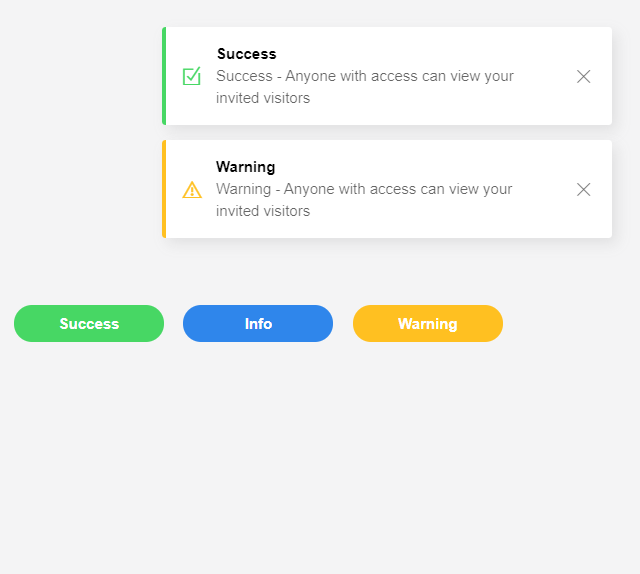 Success
Success - Anyone with access can view your
invited visitors
Warning
Warning - Anyone with access can view your
invited visitors
Success
Info
Warning